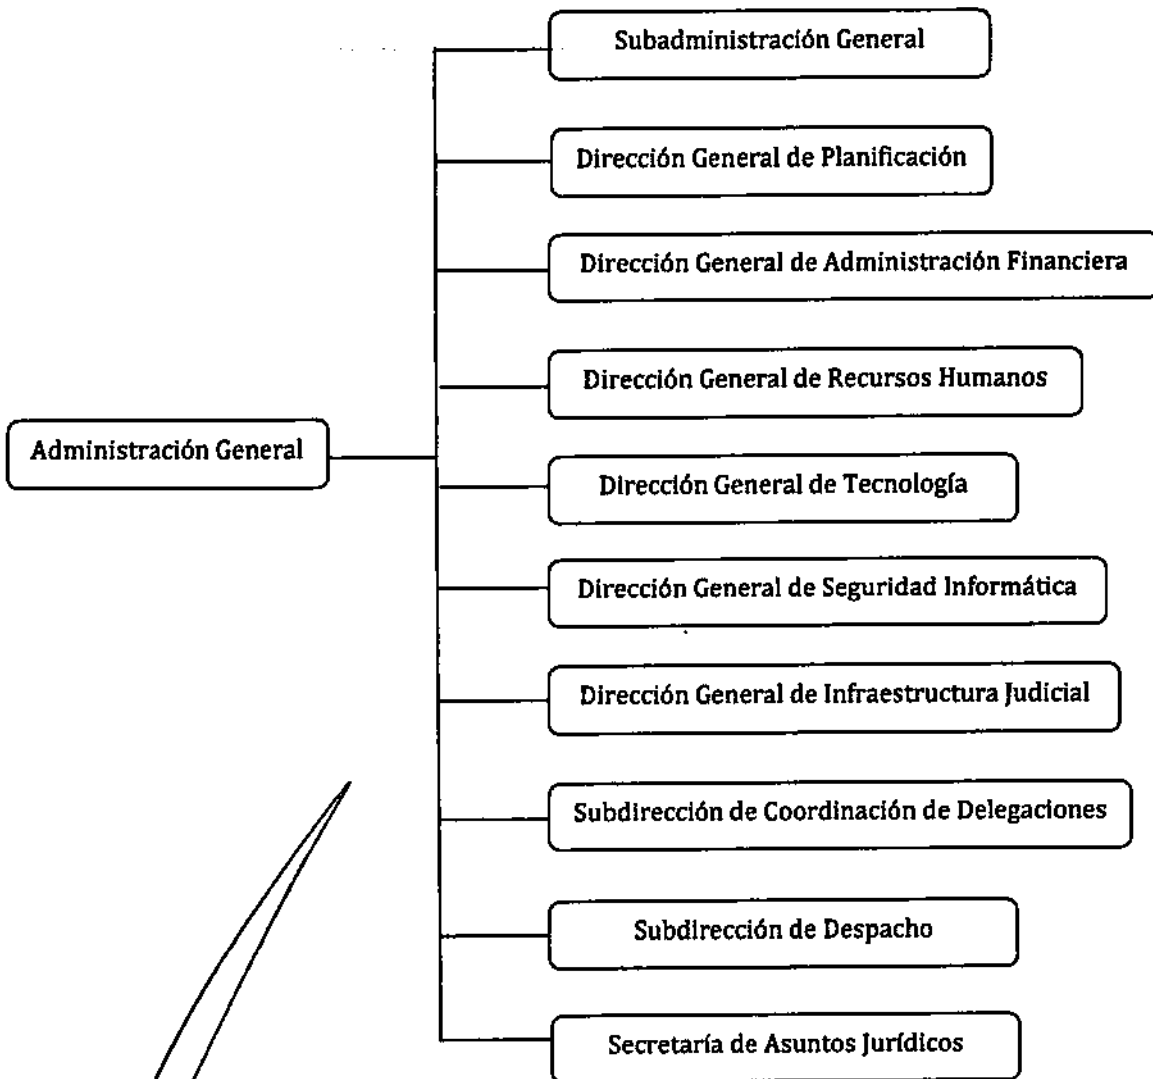 Subadministración General
Dirección General de Planificación
Dirección General de Administración Financiera
Dirección General de Recursos Humanos
Administración General
Dirección General de Tecnología
Dirección General de Seguridad Informática
Dirección General de Infraestructura Judicial
Subdirección de Coordinación de Delegaciones
Subdirección de Despacho
Secretaría de Asuntos Jurídicos